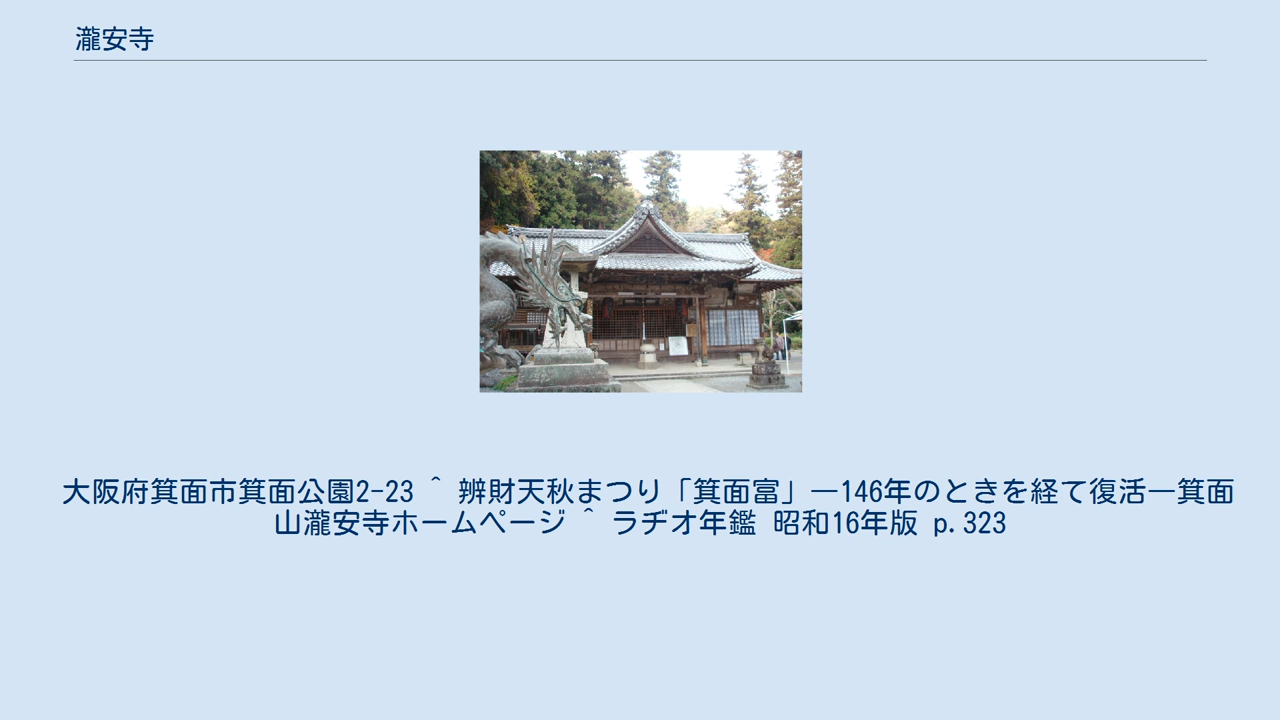 瀧安寺
大阪府箕面市箕面公園2-23 ^ 辨財天秋まつり「箕面富」―146年のときを経て復活―箕面
山瀧安寺ホームページ ^ ラヂオ年鑑 昭和16年版 p.323